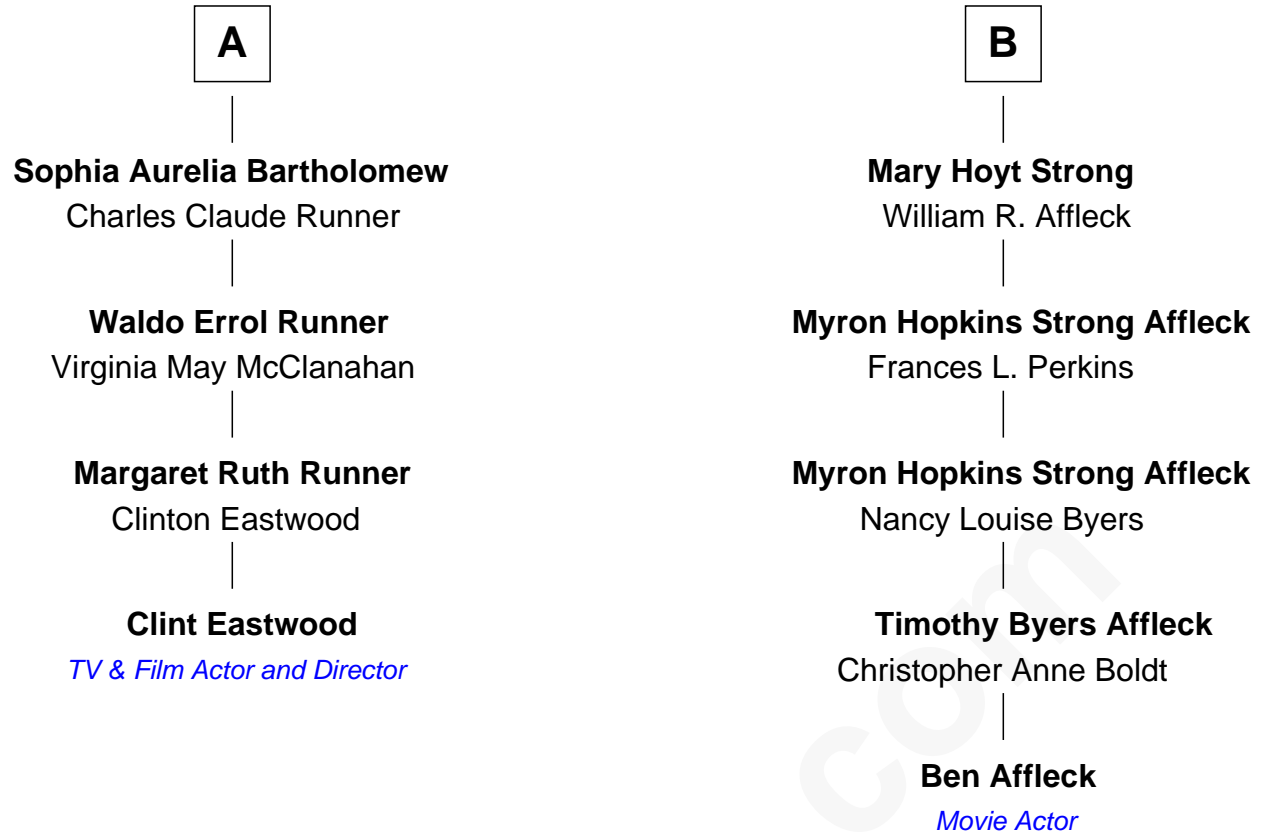 A
Sophia Aurelia Bartholomew
Charles Claude Runner
Waldo Errol Runner
Virginia May McClanahan
Margaret Ruth Runner
Clinton Eastwood
Clint Eastwood
TV & Film Actor and Director
B
Mary Hoyt Strong
William R. Affleck
Myron Hopkins Strong Affleck
Frances L. Perkins
Myron Hopkins Strong Affleck
Nancy Louise Byers
Timothy Byers Affleck
Christopher Anne Boldt
Ben Affleck
Movie Actor
com